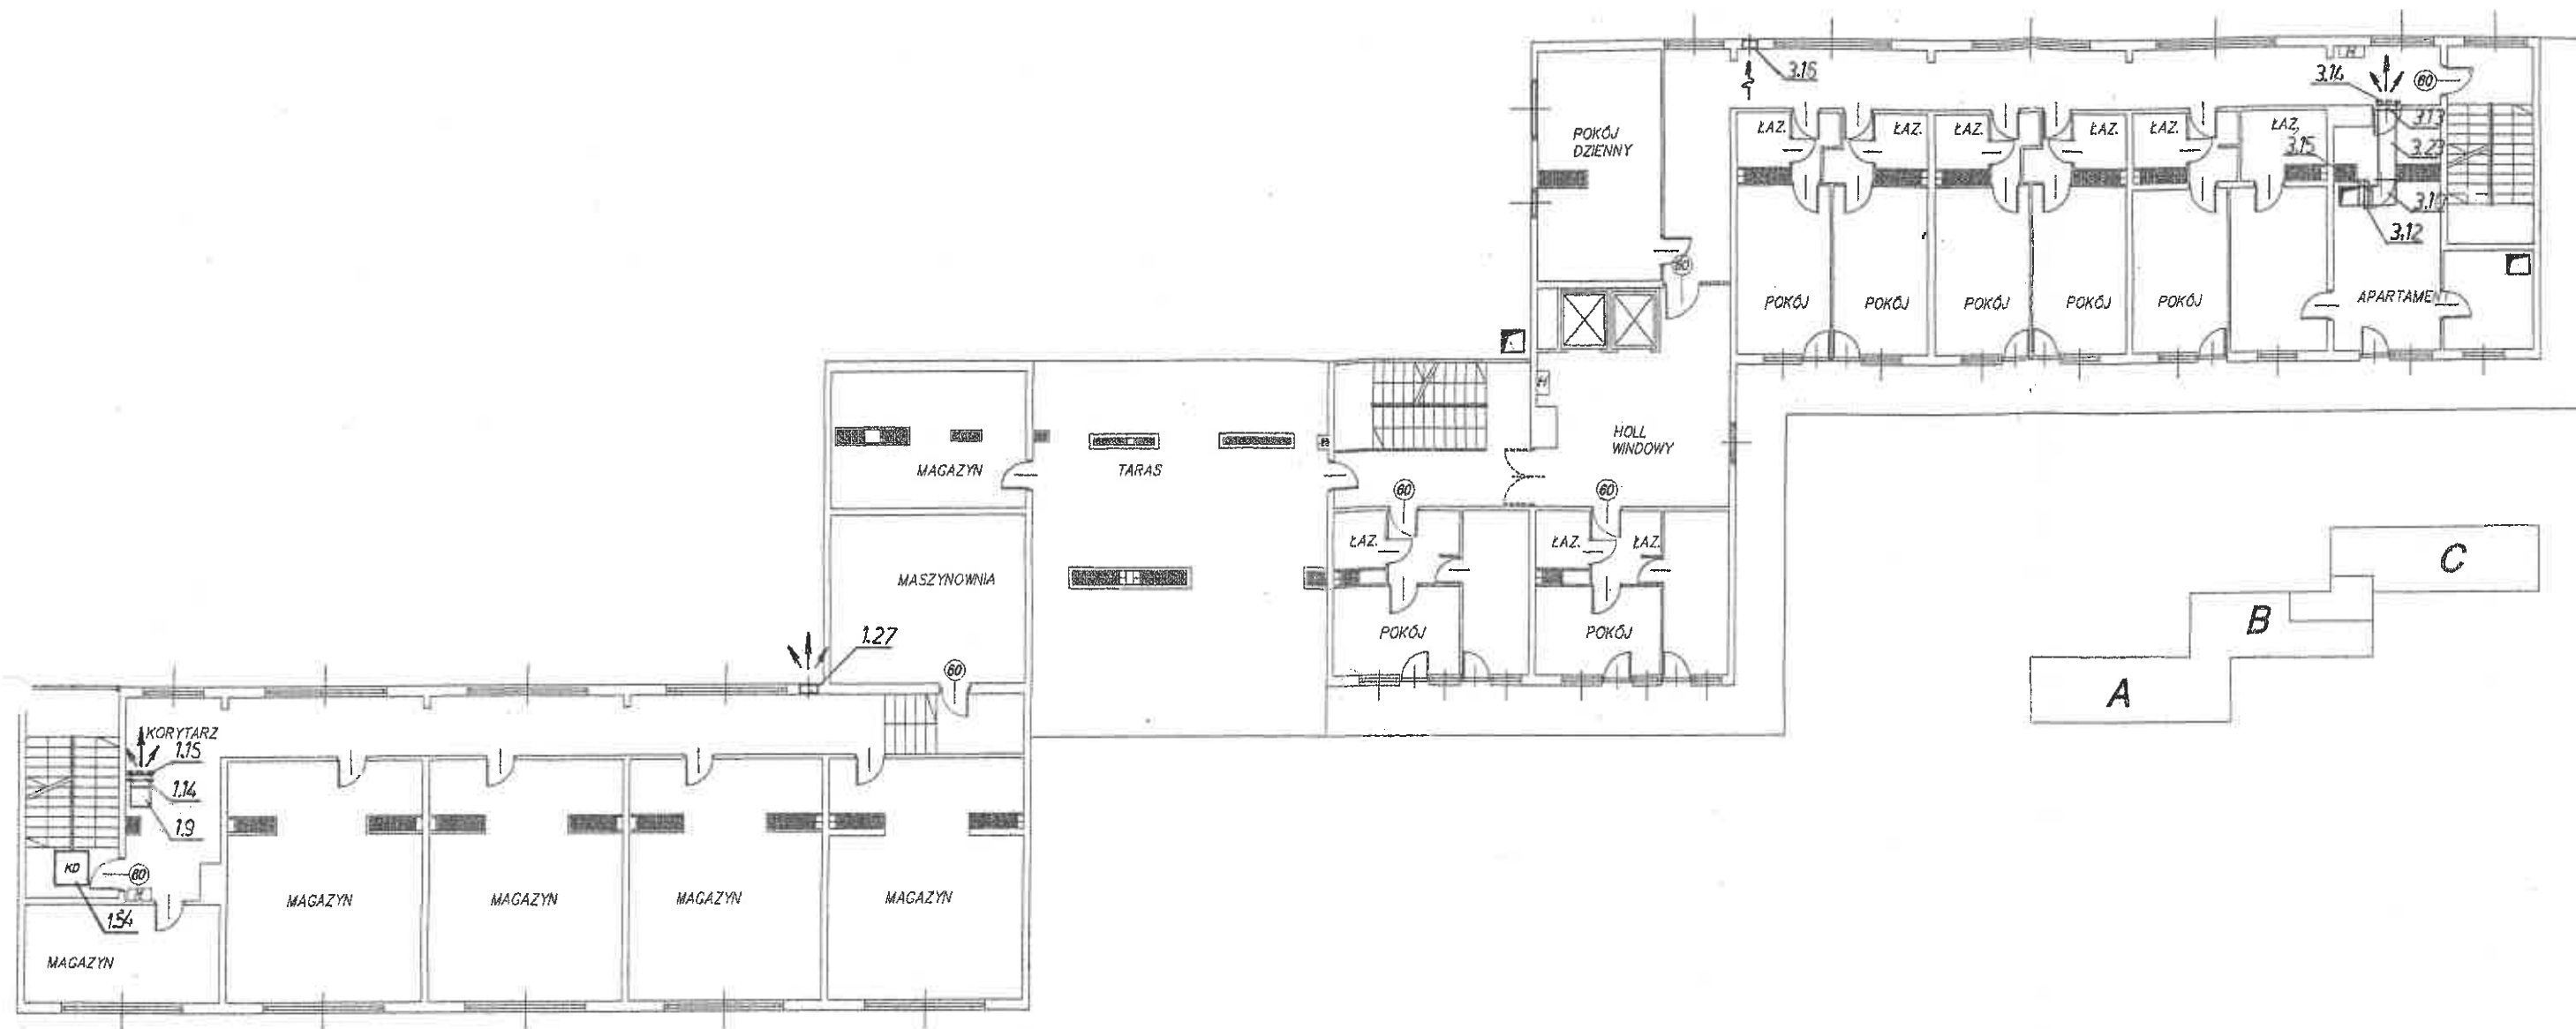 3.16
H
3.14
60
POKÓJ
DZIENNY
ŁAZ.
ŁAZ.
ŁAZ.
ŁAZ.
ŁAZ.
ŁAZ.
3.13
3.15
3.23
3.12
60
POKÓJ
POKÓJ
POKÓJ
POKÓJ
POKÓJ
APARTAMENT
H
HOLL
WINDOWY
MAGAZYN
TARAS
60
60
ŁAZ.
ŁAZ.
ŁAZ.
MASZYNOWNIA
POKÓJ
POKÓJ
C
B
A
1.27
60
KORYTARZ
1.15
1.14
1.9
KD
60
H
1.54
MAGAZYN
MAGAZYN
MAGAZYN
MAGAZYN
MAGAZYN